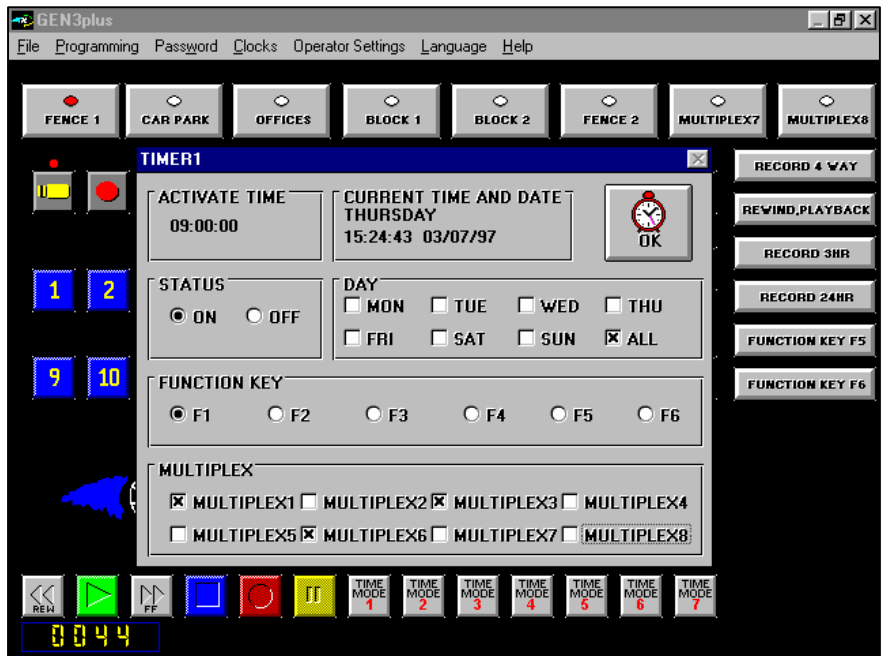 GEN3plus
File Programming Password Clocks Operator Settings Language Help
FENCE 1 CAR PARK OFFICES BLOCK 1 BLOCK 2 FENCE 2 MULTIPLEX7 MULTIPLEX8
TIMER1
RECORD 4 WAY
REWIND,PLAYBACK
RECORD 3HR
RECORD 24HR
FUNCTION KEY F5
FUNCTION KEY F6
ACTIVATE TIME
09:00:00
CURRENT TIME AND DATE
THURSDAY
15:24:43 03/07/97
OK
1 2
STATUS
ON OFF
DAY
MON TUE WED THU
FRI SAT SUN ALL
9 10
FUNCTION KEY
F1 F2 F3 F4 F5 F6
MULTIPLEX
MULTIPLEX1 MULTIPLEX2 MULTIPLEX3 MULTIPLEX4
MULTIPLEX5 MULTIPLEX6 MULTIPLEX7 MULTIPLEX8
REW
FF
TIME MODE 1
TIME MODE 2
TIME MODE 3
TIME MODE 4
TIME MODE 5
TIME MODE 6
TIME MODE 7
0044